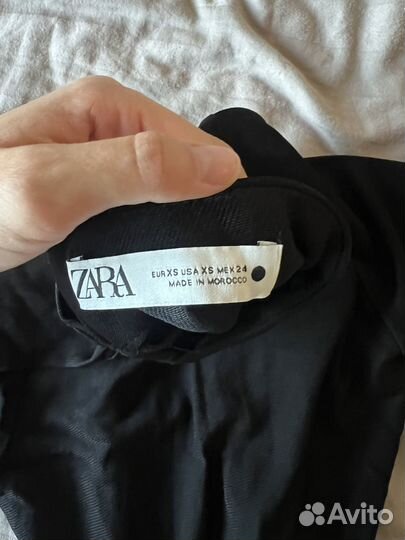 ZARA
EUR XS USA XS MEX 24
MADE IN MOROCCO
Avito